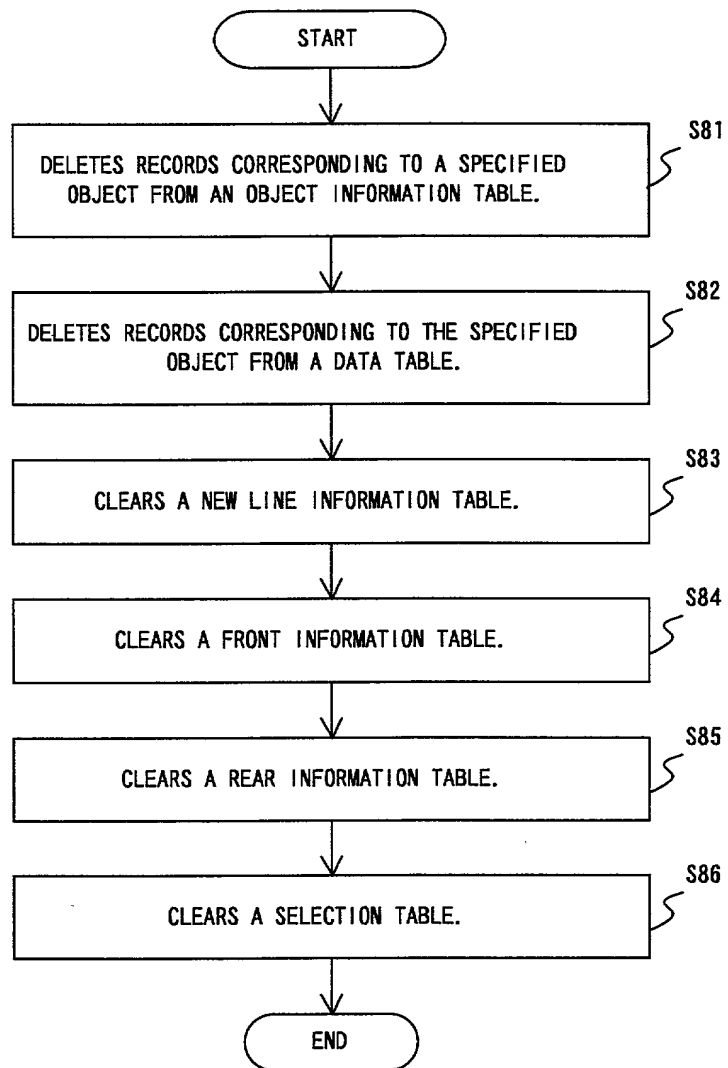 START
S81
DELETES RECORDS CORRESPONDING TO A SPECIFIED
OBJECT FROM AN OBJECT INFORMATION TABLE.
S82
DELETES RECORDS CORRESPONDING TO THE SPECIFIED
OBJECT FROM A DATA TABLE.
S83
CLEARS A NEW LINE INFORMATION TABLE.
S84
CLEARS A FRONT INFORMATION TABLE.
S85
CLEARS A REAR INFORMATION TABLE.
S86
CLEARS A SELECTION TABLE.
END